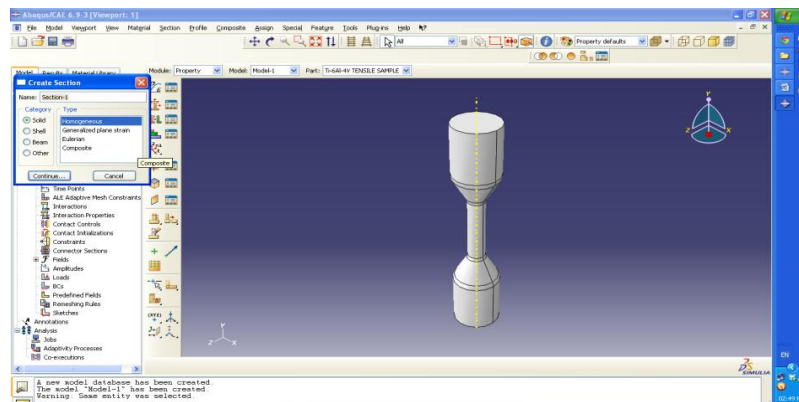 Abaqus/CAE 6.9-3 [Viewport: 1]
File Model Viewport View Material Section Profile Composite Assign Special Feature Tools Plug-ins Help
All
Property defaults
Model Results Material Library
Module: Property Model: Model-1 Part: Ti-6Al-4V TENSILE SAMPLE
Create Section
Name: Section-1
Category Type
Solid Homogeneous
Shell Generalized plane strain
Beam Eulerian
Other Composite
Composite
Continue... Cancel
Time Points
ALE Adaptive Mesh Constraints
Interactions
Interaction Properties
Contact Controls
Contact Initializations
Constraints
Connector Sections
Fields
Amplitudes
Loads
BCs
Predefined Fields
Remeshing Rules
Sketches
Annotations
Analysis
Jobs
Adaptivity Processes
Co-executions
Y
Z X
Y
Z X
SIMULIA
A new model database has been created.
The model "Model-1" has been created.
Warning: Same entity was selected.
EN
02:49